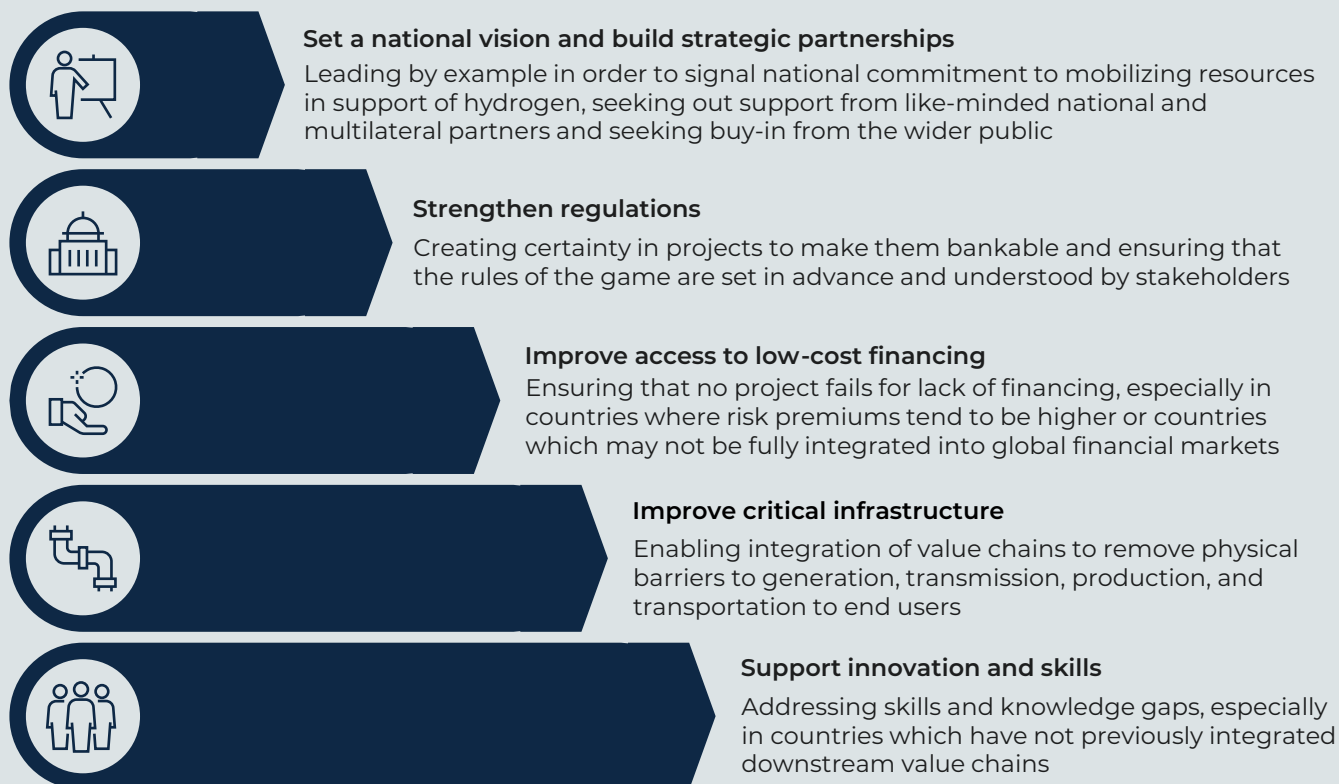 Set a national vision and build strategic partnerships
Leading by example in order to signal national commitment to mobilizing resources
in support of hydrogen, seeking out support from like-minded national and
multilateral partners and seeking buy-in from the wider public
Strengthen regulations
Creating certainty in projects to make them bankable and ensuring that
the rules of the game are set in advance and understood by stakeholders
Improve access to low-cost financing
Ensuring that no project fails for lack of financing, especially in
countries where risk premiums tend to be higher or countries
which may not be fully integrated into global financial markets
Improve critical infrastructure
Enabling integration of value chains to remove physical
barriers to generation, transmission, production, and
transportation to end users
Support innovation and skills
Addressing skills and knowledge gaps, especially
in countries which have not previously integrated
downstream value chains